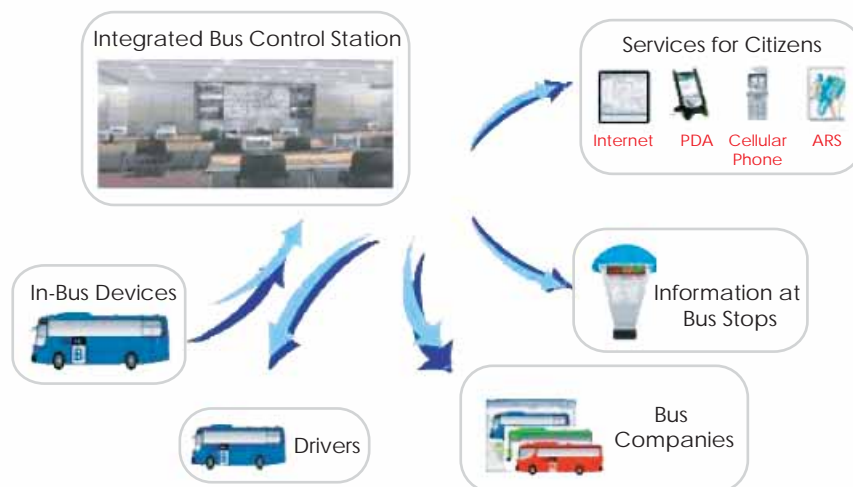 Integrated Bus Control Station
Services for Citizens
Internet
PDA
Cellular
Phone
ARS
In-Bus Devices
Information at
Bus Stops
Drivers
Bus
Companies
B